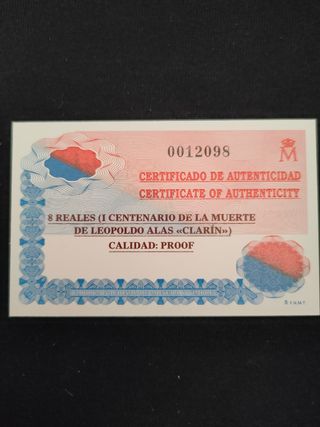 0012098
M
CERTIFICADO DE AUTENTICIDAD
CERTIFICATE OF AUTHENTICITY
8 REALES (I CENTENARIO DE LA MUERTE
DE LEOPOLDO ALAS «CLARÍN»)
CALIDAD: PROOF